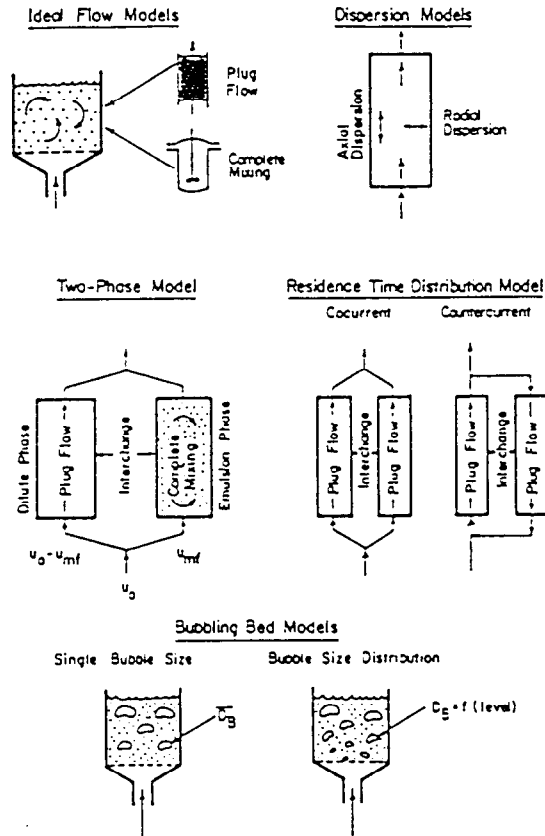 Ideal Flow Models
Plug
Flow
Complete
Mixing
Dispersion Models
Axial
Dispersion
Radial
Dispersion
Two-Phase Model
Dilute Phase
Plug Flow
Interchange
Complete
Mixing
Emulsion Phase
u_o - u_mf
u_o
u_mf
Residence Time Distribution Model
Cocurrent
Countercurrent
Plug Flow
Interchange
Plug Flow
Plug Flow
Interchange
Plug Flow
Bubbling Bed Models
Single Bubble Size
Bubble Size Distribution
D̅_B
D_B = f (level)